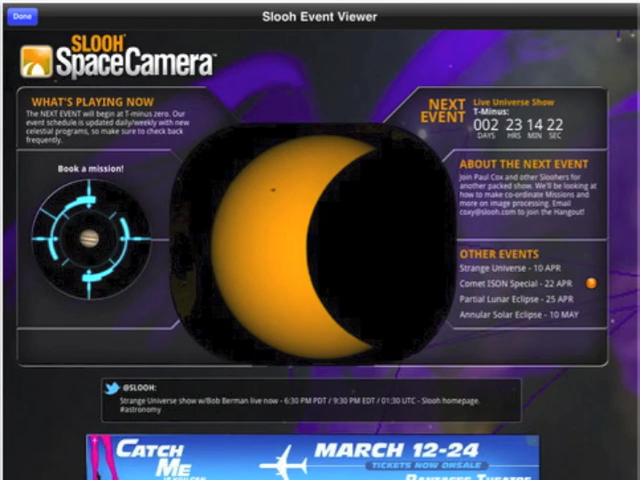 Done
Slooh Event Viewer
SLOOH
SpaceCamera™
WHAT'S PLAYING NOW
The NEXT EVENT will begin at T-minus zero. Our
event schedule is updated daily/weekly with new
celestial programs, so make sure to check back
frequently.
Book a mission!
NEXT
EVENT
Live Universe Show
T-Minus:
002 23 14 22
DAYS HRS MIN SEC
ABOUT THE NEXT EVENT
Join Paul Cox and other Sloohers for
another packed show. We'll be looking at
how to make co-ordinate Missions and
more on image processing. Email
coxy@slooh.com to join the Hangout!
OTHER EVENTS
Strange Universe - 10 APR
Comet ISON Special - 22 APR
Partial Lunar Eclipse - 25 APR
Annular Solar Eclipse - 10 MAY
@SLOOH:
Strange Universe show w/Bob Berman live now - 6:30 PM PDT / 9:30 PM EDT / 01:30 UTC - Slooh homepage.
#astronomy
CATCH
ME
IF YOU CAN
MARCH 12-24
TICKETS NOW ONSALE
PANTAGES THEATRE